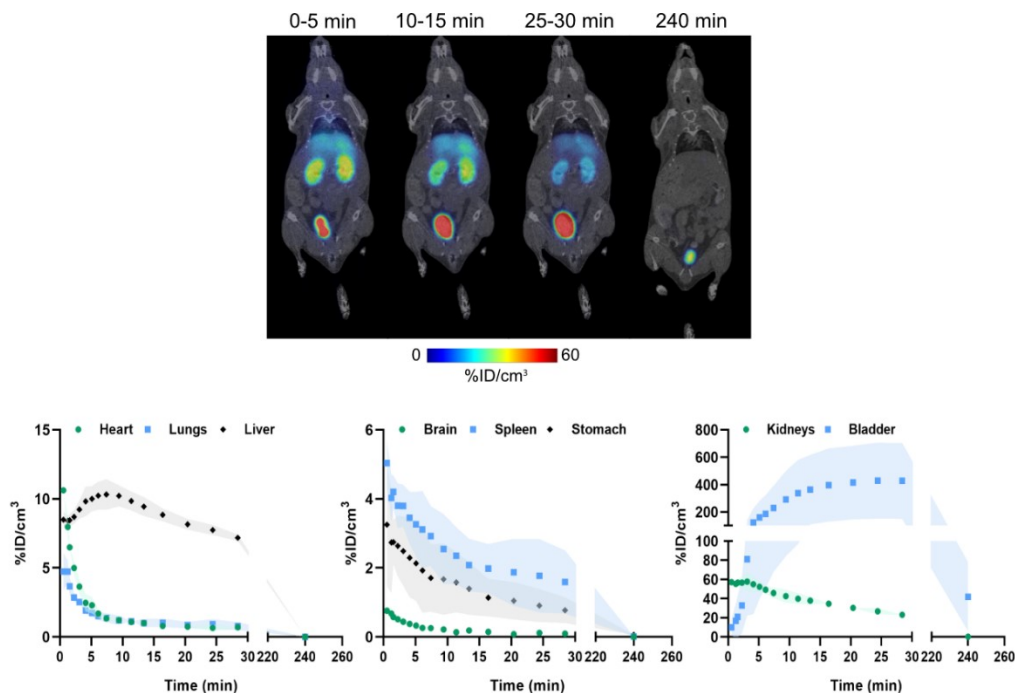 0-5 min 10-15 min 25-30 min 240 min
0 60
%ID/cm³
Heart Lungs Liver
%ID/cm³
15
10
5
0
0 5 10 15 20 25 30 220 240 260
Time (min)
Brain Spleen Stomach
%ID/cm³
6
4
2
0
0 5 10 15 20 25 30 220 240 260
Time (min)
Kidneys Bladder
%ID/cm³
800
600
400
200
100
80
60
40
20
0
0 5 10 15 20 25 30 220 240 260
Time (min)